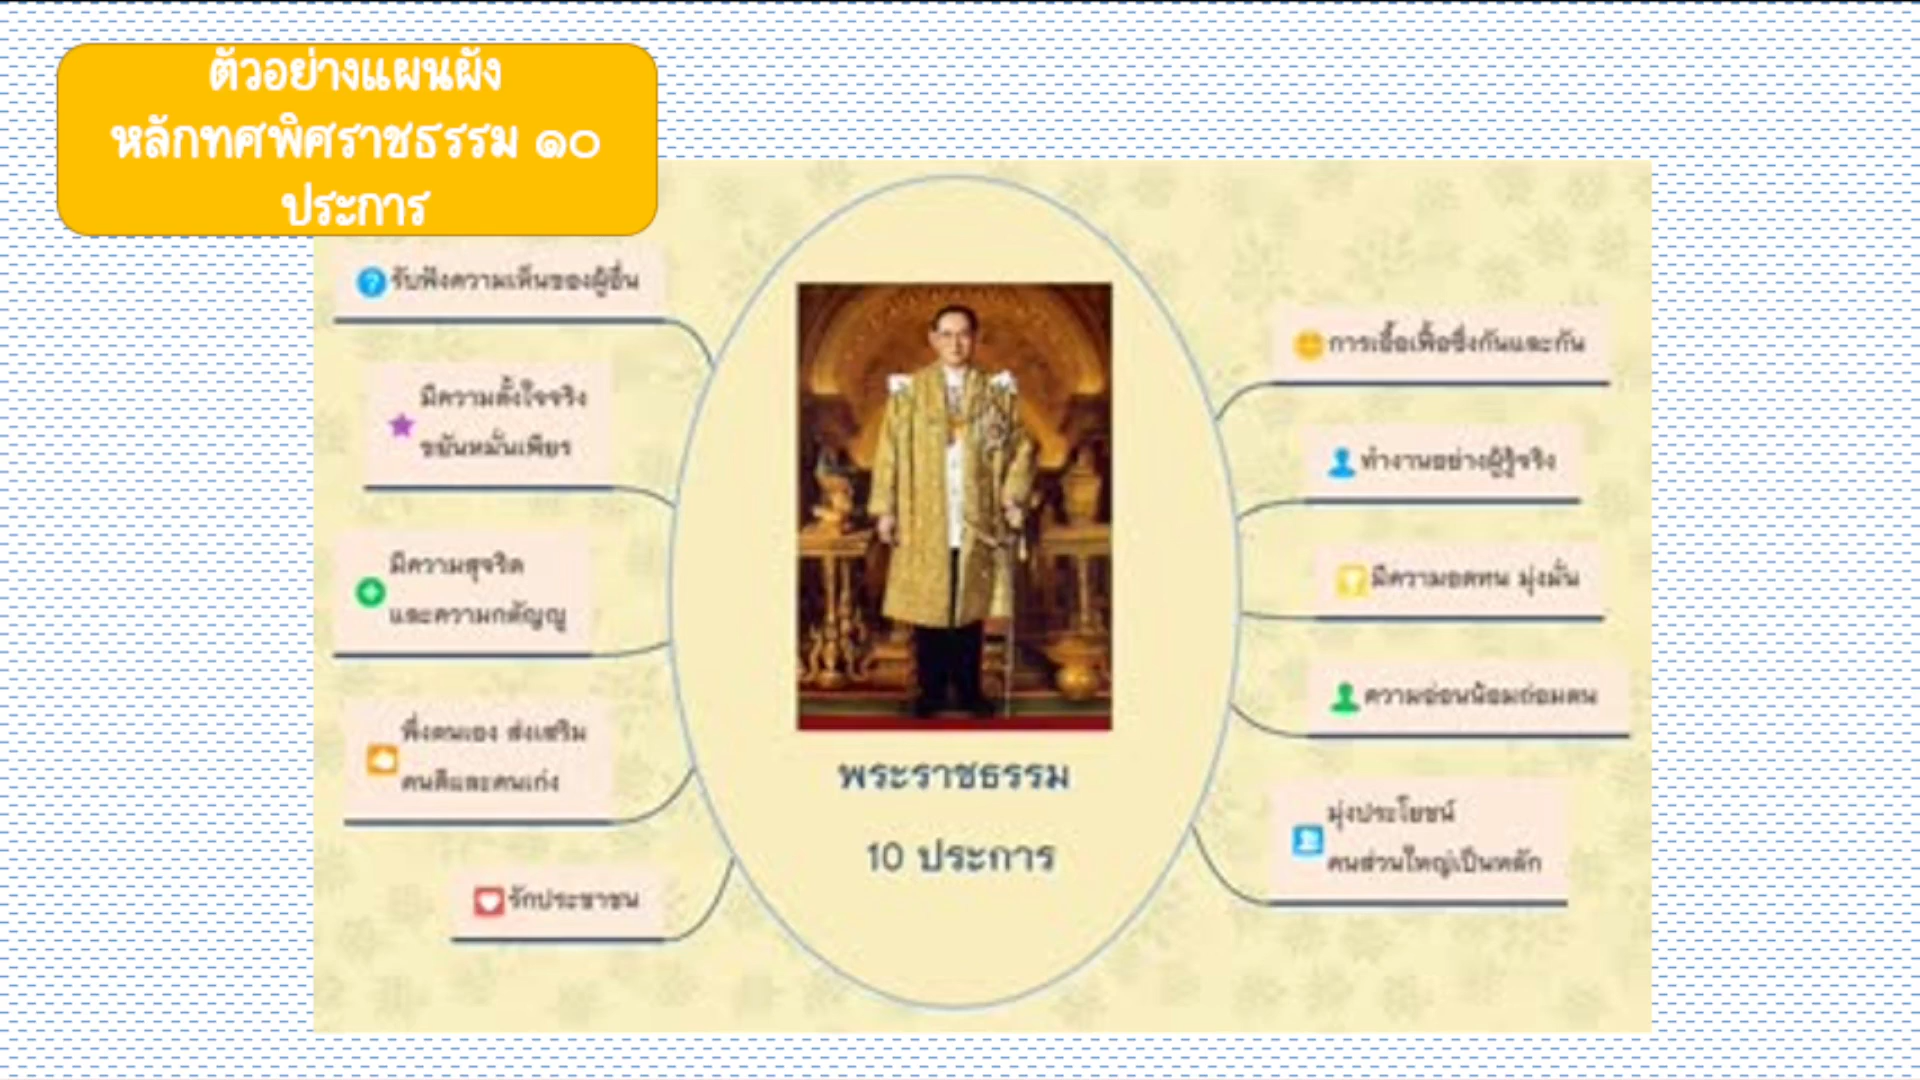 ตัวอย่างแผนผัง
หลักทศพิศราชธรรม ๑๐
ประการ
รับฟังความเห็นของผู้อื่น
มีความตั้งใจจริง
ขยันหมั่นเพียร
มีความสุจริต
และความกตัญญู
พึ่งตนเอง ส่งเสริม
คนดีและคนเก่ง
รักประชาชน
พระราชธรรม
10 ประการ
การเอื้อเฟื้อซึ่งกันและกัน
ทำงานอย่างผู้รู้จริง
มีความอดทน มุ่งมั่น
ความอ่อนน้อมถ่อมตน
มุ่งประโยชน์
คนส่วนใหญ่เป็นหลัก